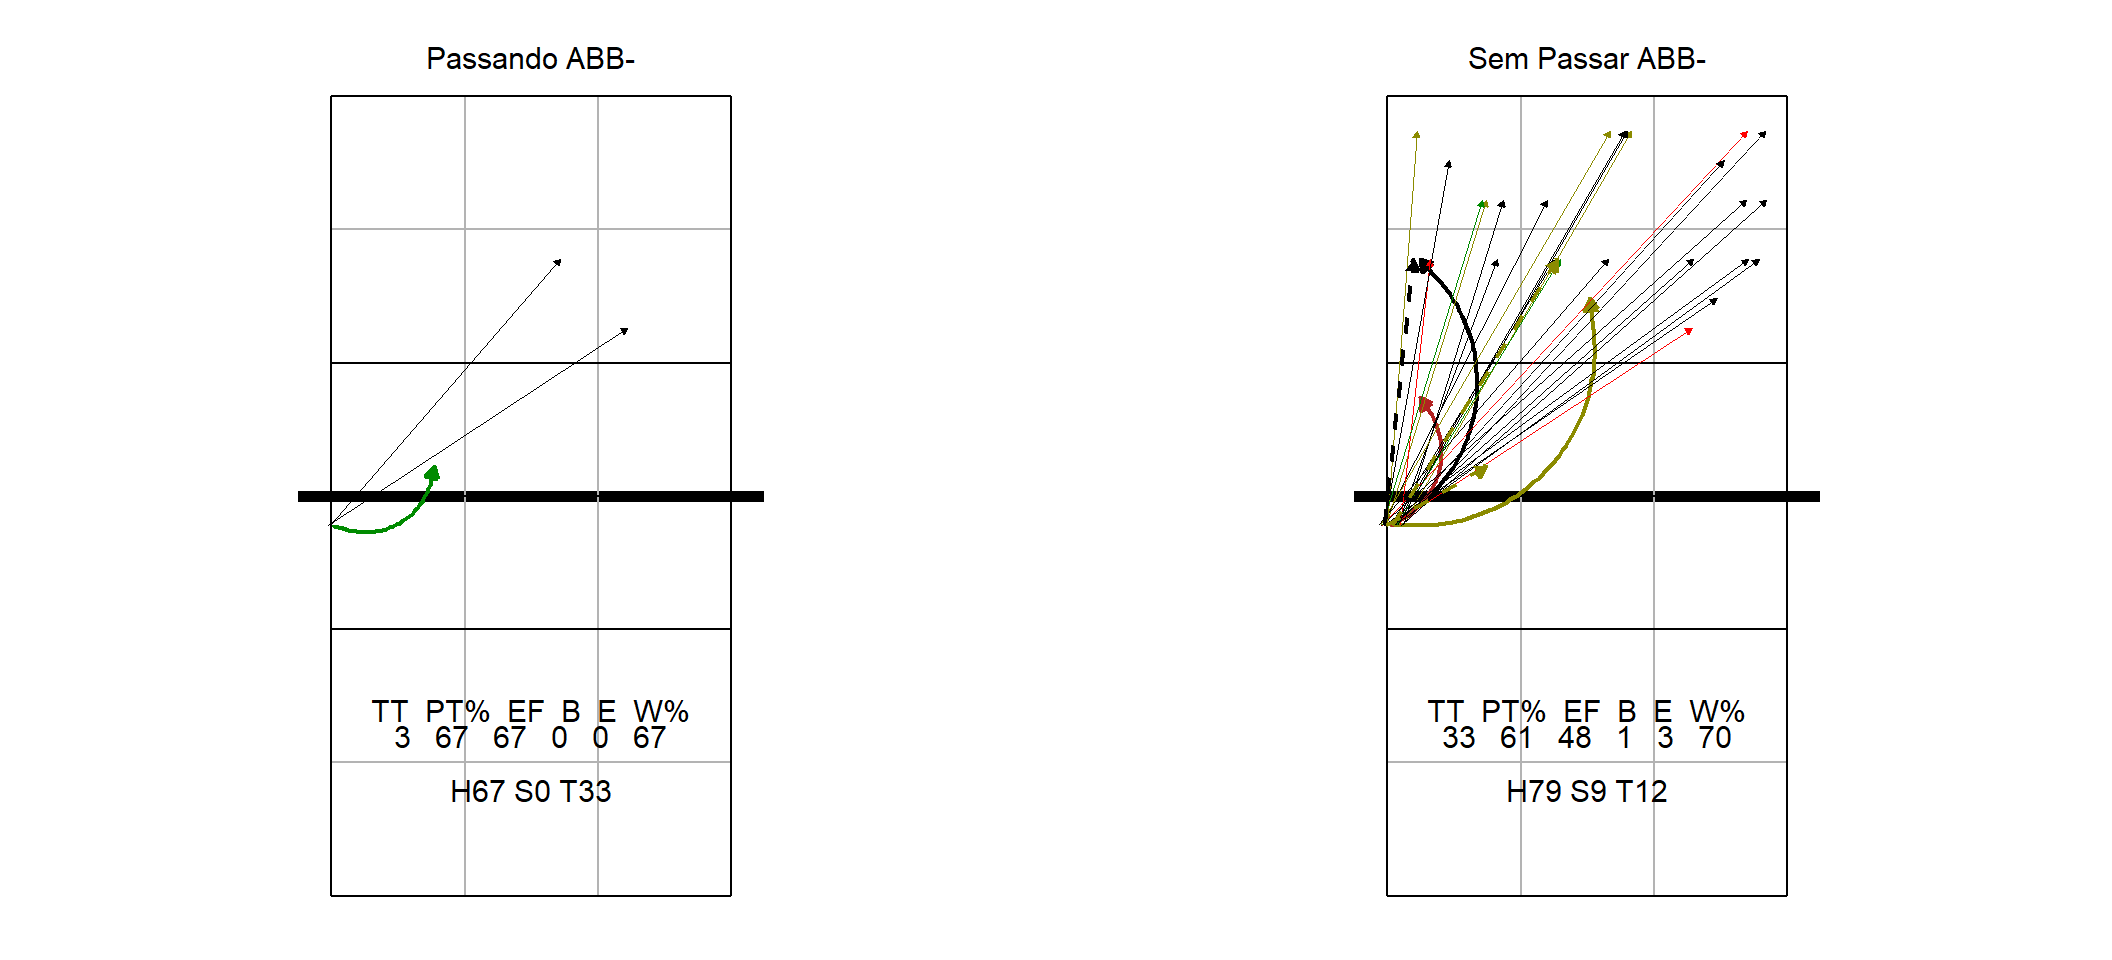 Passando ABB-
TT PT% EF B E W%
3 67 67 0 0 67
H67 S0 T33
Sem Passar ABB-
TT PT% EF B E W%
33 61 48 1 3 70
H79 S9 T12